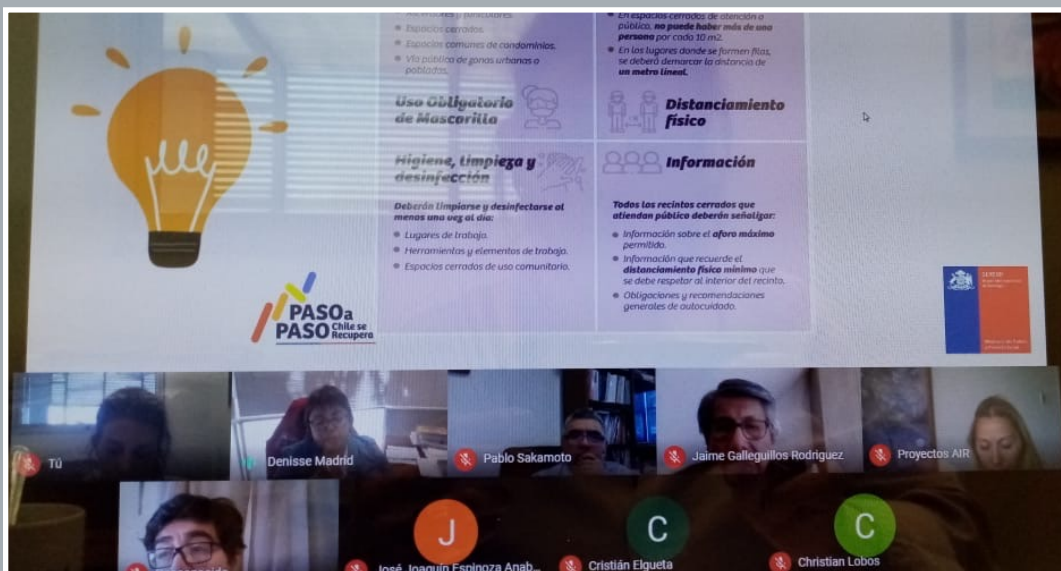 ● Espacios cerrados.
● Espacios comunes de condominios.
● Vía pública de zonas urbanas o
pobladas.
● En espacios cerrados de atención a
público, no puede haber más de una
persona por cada 10 m2.
● En los lugares donde se formen filas,
se deberá demarcar la distancia de
un metro lineal.
Uso Obligatorio
de Mascarilla
Distanciamiento
físico
Higiene, limpieza y
desinfección
Deberán limpiarse y desinfectarse al
menos una vez al día:
● Lugares de trabajo.
● Herramientas y elementos de trabajo.
● Espacios cerrados de uso comunitario.
Información
Todos los recintos cerrados que
atiendan público deberán señalizar:
● Información sobre el aforo máximo
permitido.
● Información que recuerde el
distanciamiento físico mínimo que
se debe respetar al interior del recinto.
● Obligaciones y recomendaciones
generales de autocuidado.
PASO a
PASO Chile se
Recupera
Tú
Denisse Madrid
Pablo Sakamoto
Jaime Galleguillos Rodriguez
Proyectos AIR
J
C
C
José Joaquín Espinoza Anab...
Cristián Elgueta
Christian Lobos